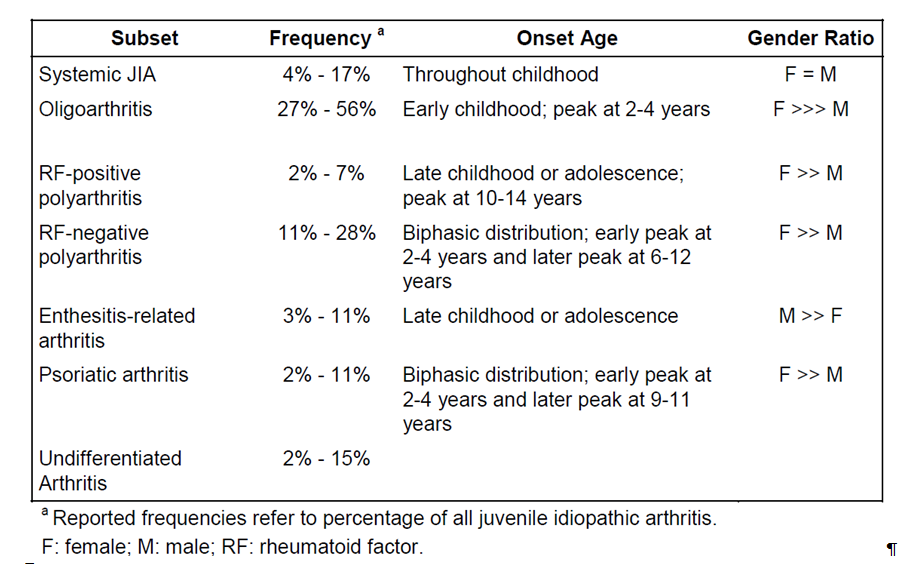 Subset Frequency a Onset Age Gender Ratio
Systemic JIA 4% - 17% Throughout childhood F = M
Oligoarthritis 27% - 56% Early childhood; peak at 2-4 years F >>> M
RF-positive 2% - 7% Late childhood or adolescence; F >> M
polyarthritis peak at 10-14 years
RF-negative 11% - 28% Biphasic distribution; early peak at F >> M
polyarthritis 2-4 years and later peak at 6-12
years
Enthesitis-related 3% - 11% Late childhood or adolescence M >> F
arthritis
Psoriatic arthritis 2% - 11% Biphasic distribution; early peak at F >> M
2-4 years and later peak at 9-11
years
Undifferentiated 2% - 15%
Arthritis
a Reported frequencies refer to percentage of all juvenile idiopathic arthritis.
F: female; M: male; RF: rheumatoid factor. ¶